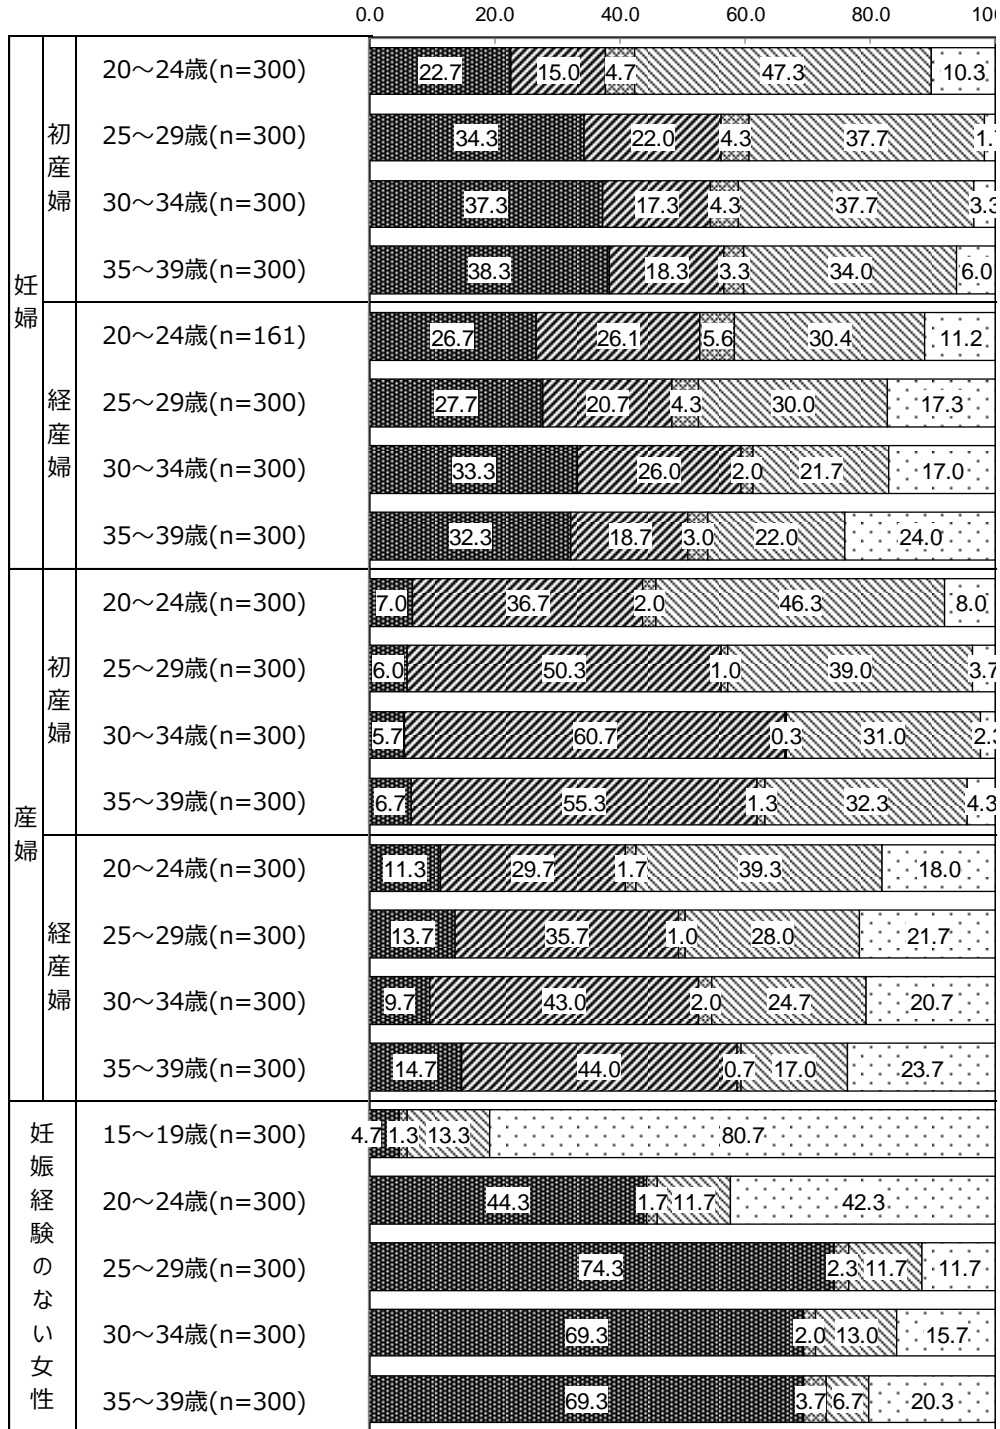 0.0 20.0 40.0 60.0 80.0 100
妊婦
初産婦
20～24歳(n=300) 22.7 15.0 4.7 47.3 10.3
25～29歳(n=300) 34.3 22.0 4.3 37.7 1.
30～34歳(n=300) 37.3 17.3 4.3 37.7 3.3
35～39歳(n=300) 38.3 18.3 3.3 34.0 6.0
経産婦
20～24歳(n=161) 26.7 26.1 5.6 30.4 11.2
25～29歳(n=300) 27.7 20.7 4.3 30.0 17.3
30～34歳(n=300) 33.3 26.0 2.0 21.7 17.0
35～39歳(n=300) 32.3 18.7 3.0 22.0 24.0
産婦
初産婦
20～24歳(n=300) 7.0 36.7 2.0 46.3 8.0
25～29歳(n=300) 6.0 50.3 1.0 39.0 3.7
30～34歳(n=300) 5.7 60.7 0.3 31.0 2.3
35～39歳(n=300) 6.7 55.3 1.3 32.3 4.3
経産婦
20～24歳(n=300) 11.3 29.7 1.7 39.3 18.0
25～29歳(n=300) 13.7 35.7 1.0 28.0 21.7
30～34歳(n=300) 9.7 43.0 2.0 24.7 20.7
35～39歳(n=300) 14.7 44.0 0.7 17.0 23.7
妊娠経験のない女性
15～19歳(n=300) 4.7 1.3 13.3 80.7
20～24歳(n=300) 44.3 1.7 11.7 42.3
25～29歳(n=300) 74.3 2.3 11.7 11.7
30～34歳(n=300) 69.3 2.0 13.0 15.7
35～39歳(n=300) 69.3 3.7 6.7 20.3